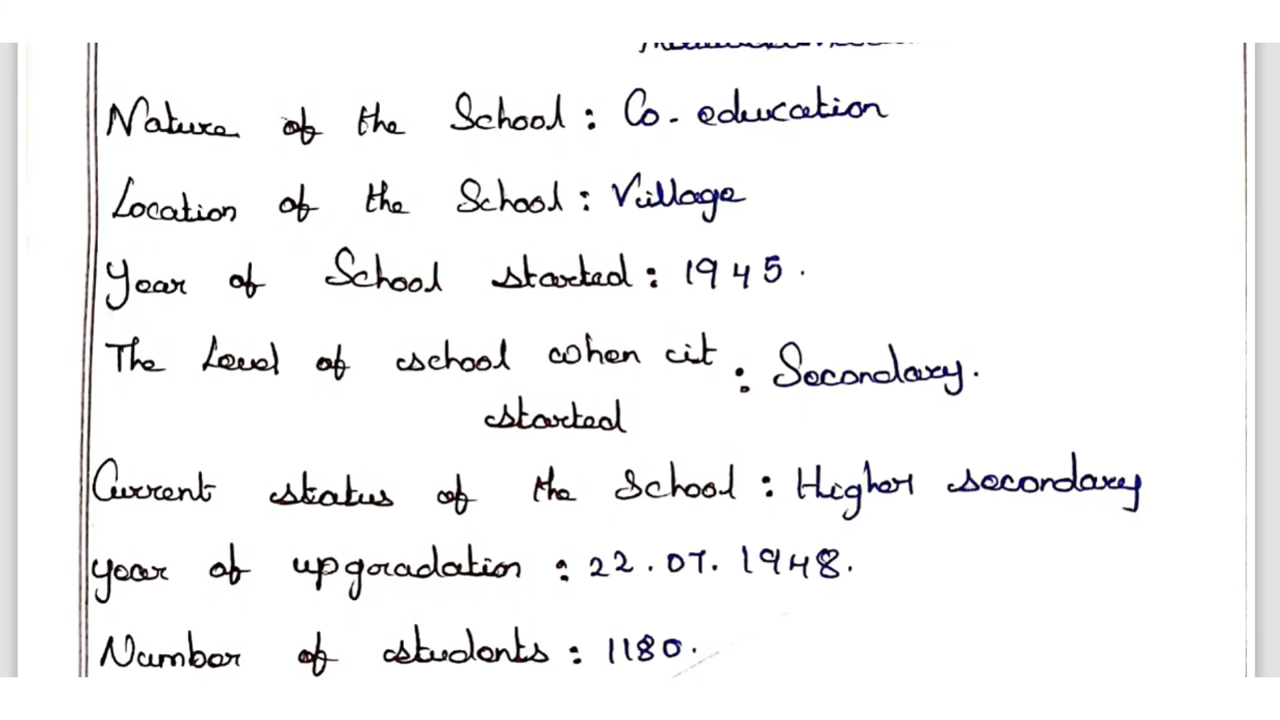 Nature of the School : Co. education
Location of the School : Village
Year of School started : 1945.
The Level of school when it : Secondary.
started
Current status of the School : Higher secondary
year of upgradation : 22.07.1948.
Number of students : 1180.